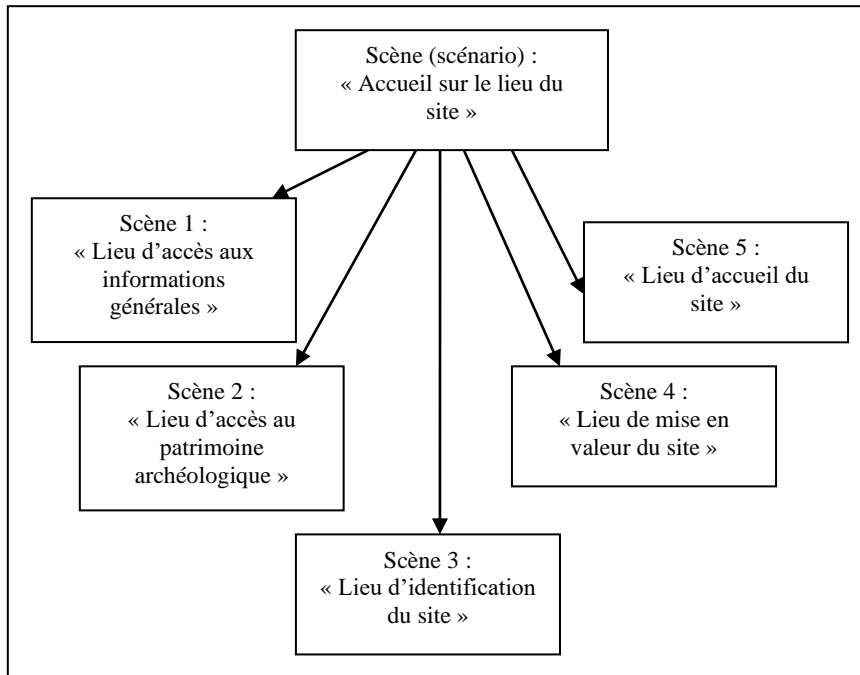 Scène (scénario) :
« Accueil sur le lieu du
site »
Scène 1 :
« Lieu d’accès aux
informations
générales »
Scène 5 :
« Lieu d’accueil du
site »
Scène 2 :
« Lieu d’accès au
patrimoine
archéologique »
Scène 4 :
« Lieu de mise en
valeur du site »
Scène 3 :
« Lieu d’identification
du site »